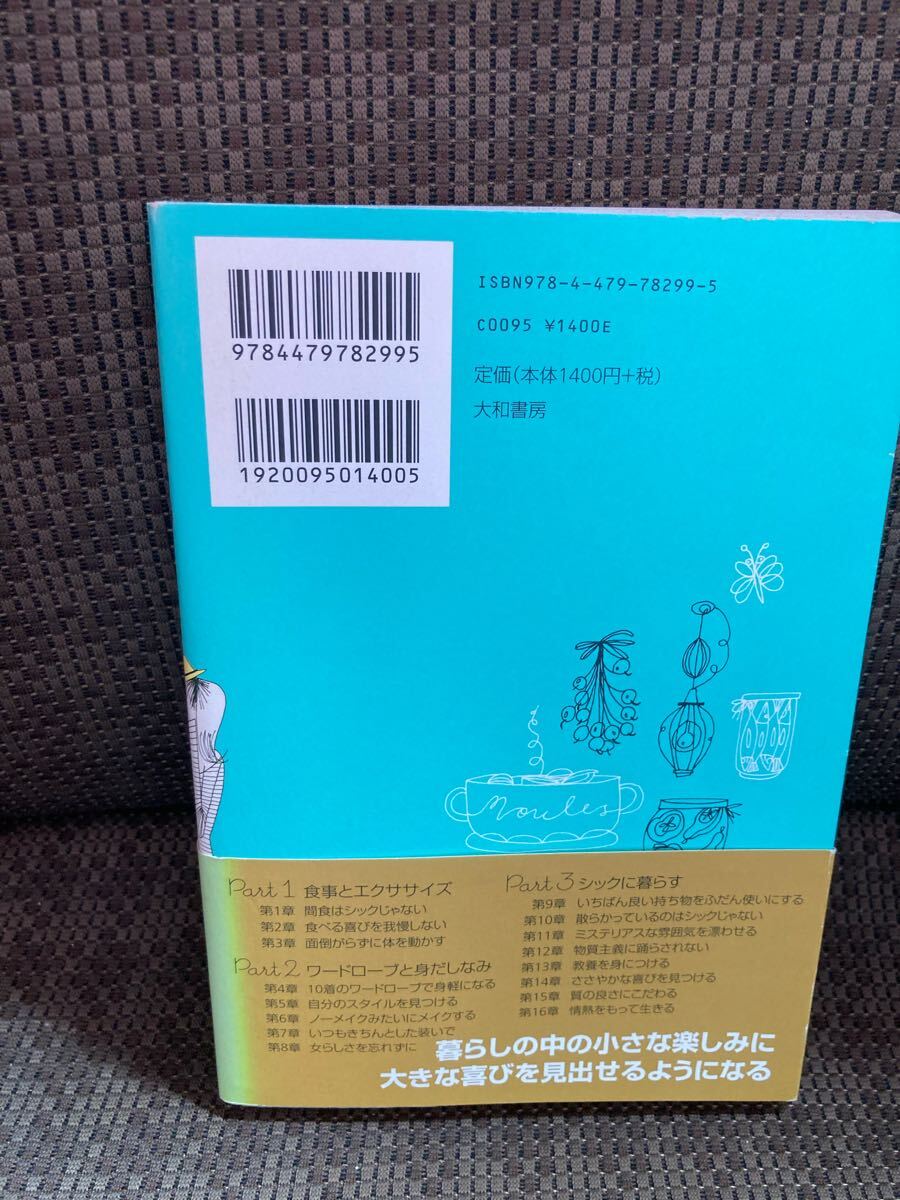 9784479782995
1920095014005
ISBN978-4-479-78299-5
C0095 ¥1400E
定価(本体1400円+税)
大和書房
Moules
Part 1 食事とエクササイズ
第1章 間食はシックじゃない
第2章 食べる喜びを我慢しない
第3章 面倒がらずに体を動かす
Part 2 ワードローブと身だしなみ
第4章 10着のワードローブで身軽になる
第5章 自分のスタイルを見つける
第6章 ノーメイクみたいにメイクする
第7章 いつもきちんとした装いで
第8章 女らしさを忘れずに
Part 3 シックに暮らす
第9章 いちばん良い持ち物をふだん使いにする
第10章 散らかっているのはシックじゃない
第11章 ミステリアスな雰囲気を漂わせる
第12章 物質主義に踊らされない
第13章 教養を身につける
第14章 ささやかな喜びを見つける
第15章 質の良さにこだわる
第16章 情熱をもって生きる
暮らしの中の小さな楽しみに
大きな喜びを見出せるようになる